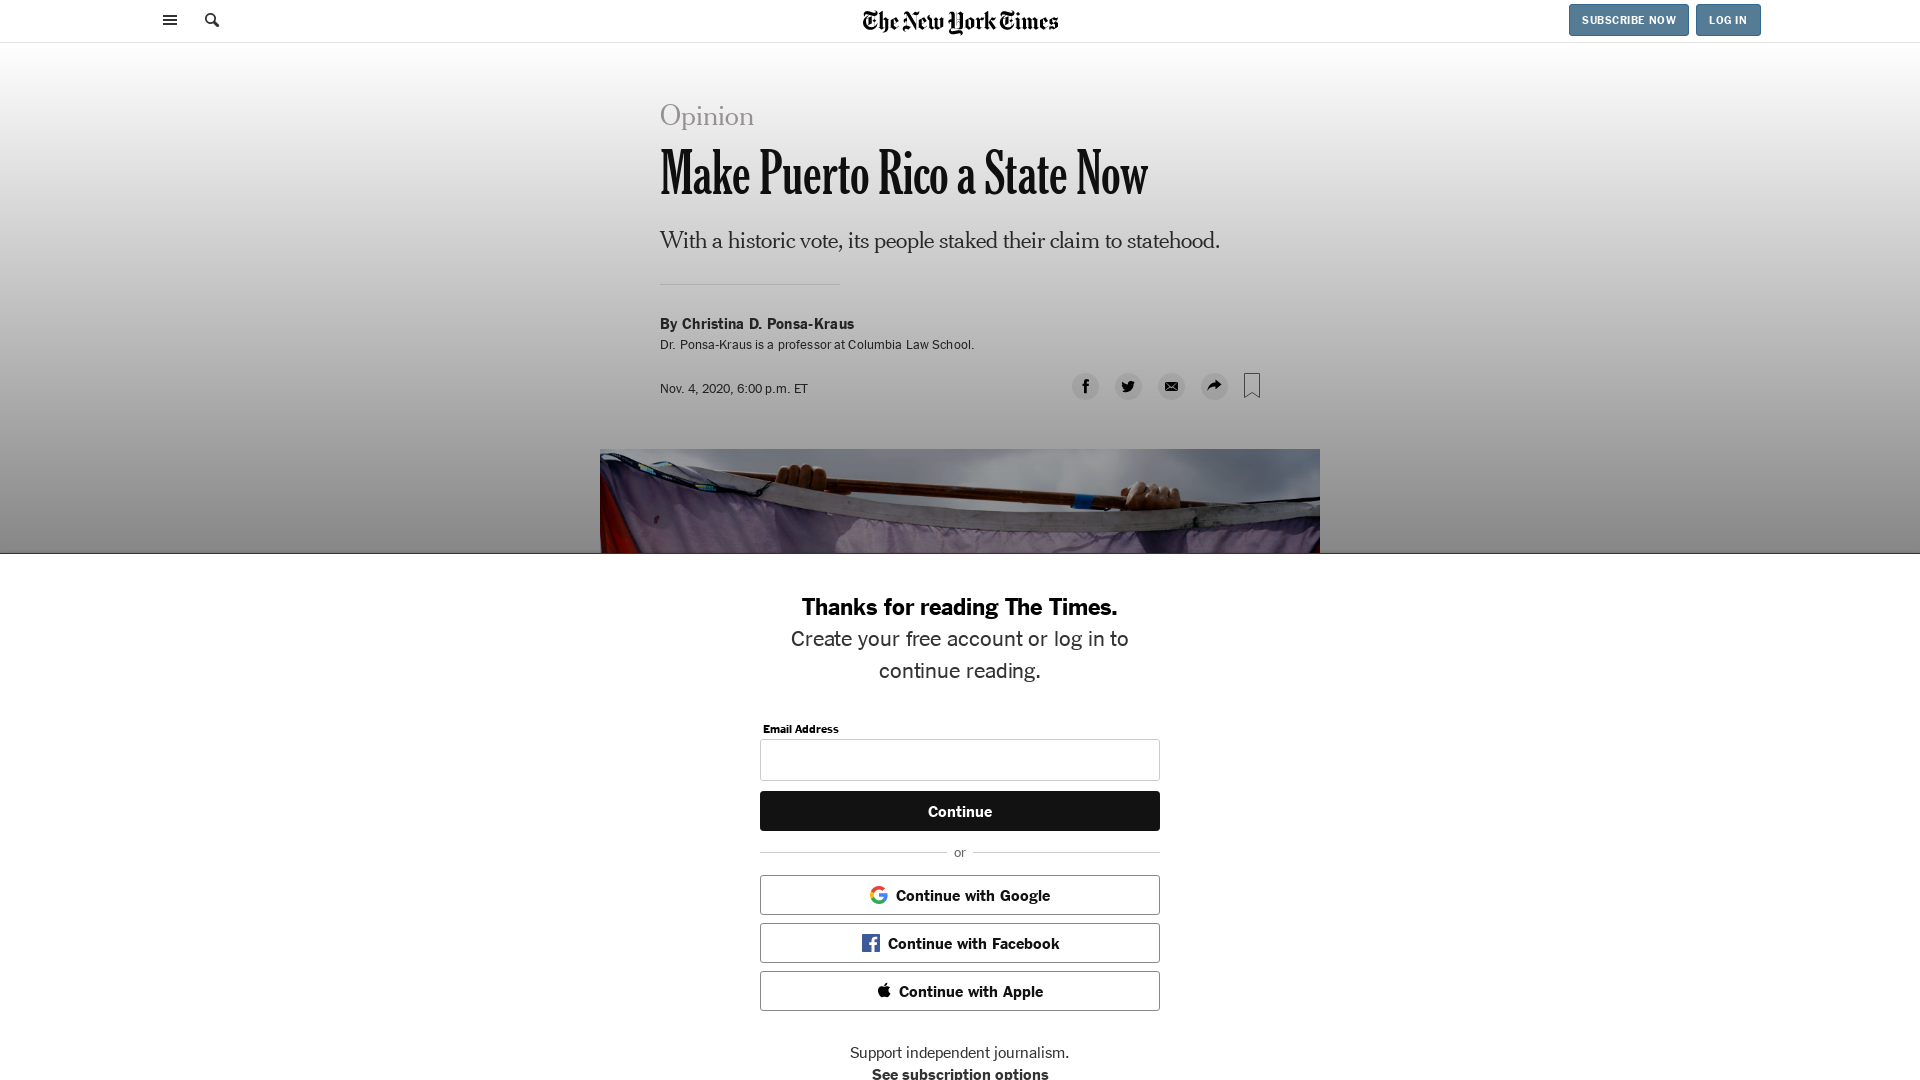 The New York Times
SUBSCRIBE NOW
LOG IN
Opinion
Make Puerto Rico a State Now
With a historic vote, its people staked their claim to statehood.
By Christina D. Ponsa-Kraus
Dr. Ponsa-Kraus is a professor at Columbia Law School.
Nov. 4, 2020, 6:00 p.m. ET
Thanks for reading The Times.
Create your free account or log in to
continue reading.
Email Address
Continue
or
Continue with Google
Continue with Facebook
Continue with Apple
Support independent journalism.
See subscription options